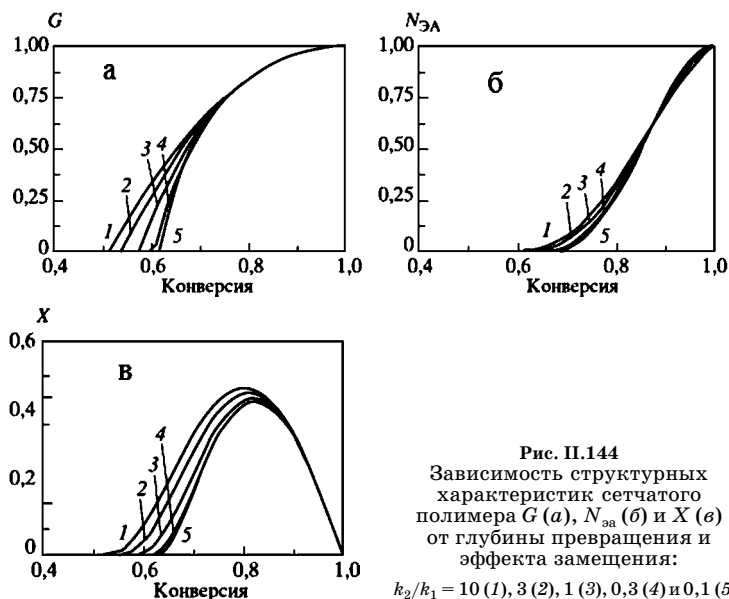 G
1,00
0,75
0,50
0,25
0
а
1
2
3
4
5
0,4 0,6 0,8 1,0
Конверсия
N_ЭА
1,00
0,75
0,50
0,25
0
б
1
2
3
4
5
0,4 0,6 0,8 1,0
Конверсия
X
0,6
0,4
0,2
0
в
1
2
3
4
5
0,4 0,6 0,8 1,0
Конверсия
Рис. II.144
Зависимость структурных
характеристик сетчатого
полимера G (а), N_эа (б) и X (в)
от глубины превращения и
эффекта замещения:
k₂/k₁ = 10 (1), 3 (2), 1 (3), 0,3 (4) и 0,1 (5